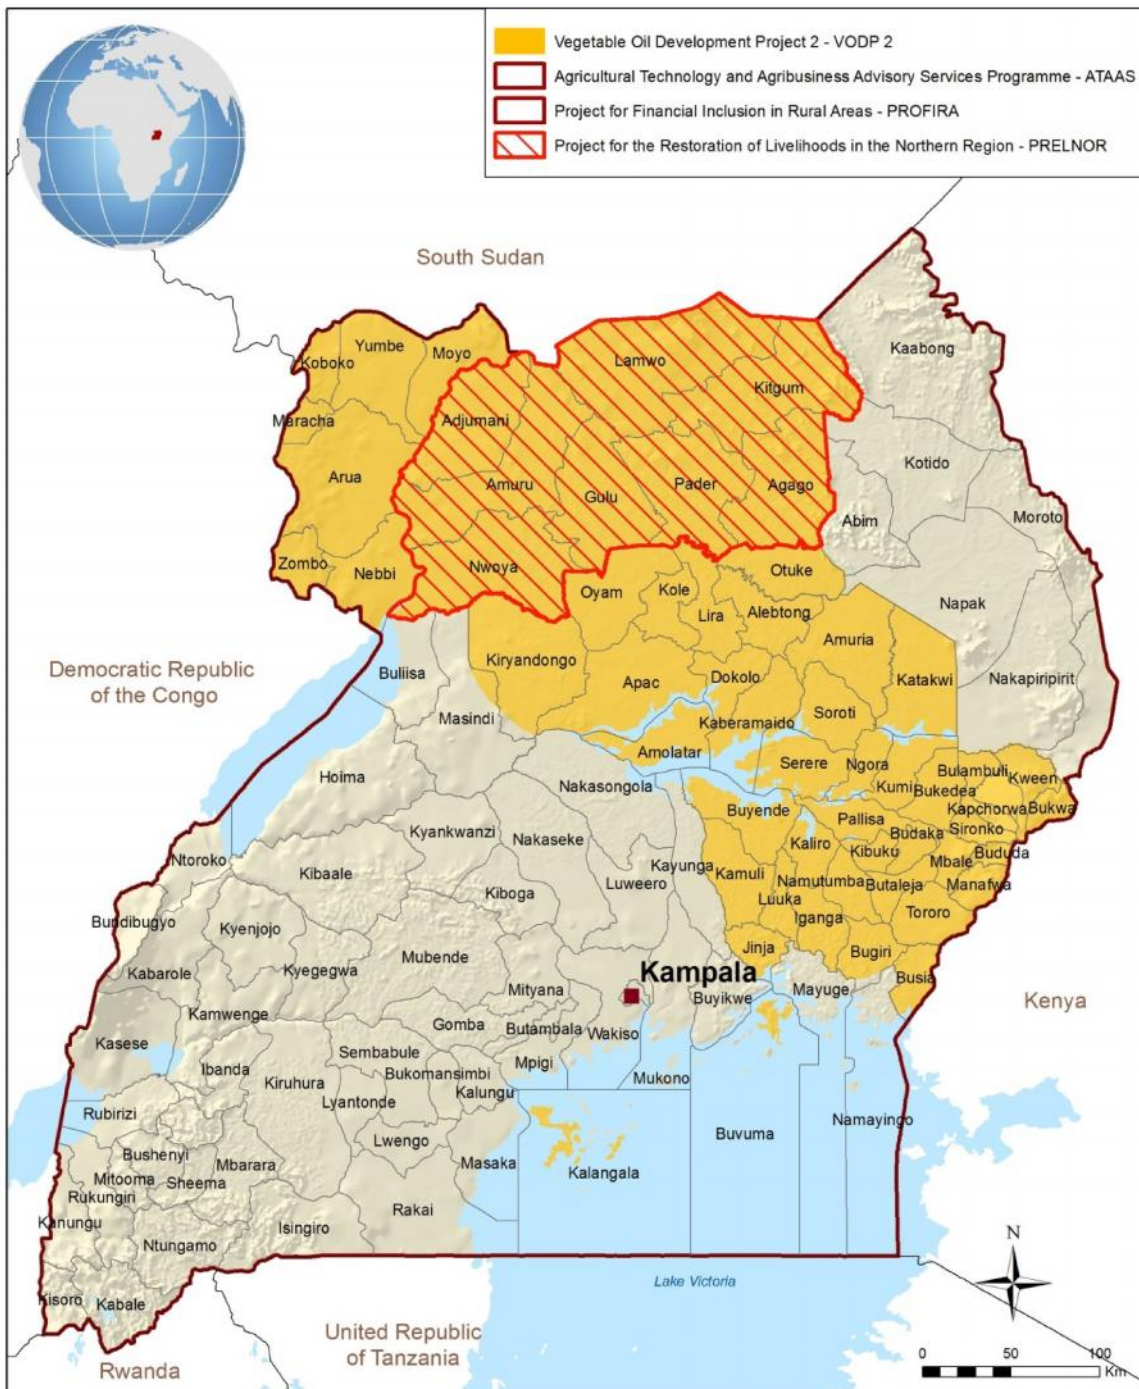 Vegetable Oil Development Project 2 - VODP 2
Agricultural Technology and Agribusiness Advisory Services Programme - ATAAS
Project for Financial Inclusion in Rural Areas - PROFIRA
Project for the Restoration of Livelihoods in the Northern Region - PRELNOR
South Sudan
Kaabong
Yumbe
Moyo
Koboko
Lamwo
Kitgum
Maracha
Adjumani
Kotido
Arua
Amuru
Gulu
Pader
Agago
Abim
Moroto
Zombo
Nebbi
Nwoya
Otuke
Oyam
Kole
Lira
Alebtong
Napak
Amuria
Democratic Republic
of the Congo
Buliisa
Kiryandongo
Apac
Dokolo
Katakwi
Nakapiripirit
Masindi
Kaberamaido
Soroti
Amolatar
Serere
Ngora
Hoima
Nakasongola
Kumi
Bulambuli
Bukedea
Kween
Kapchorwa
Bukwa
Buyende
Pallisa
Sironko
Kyankwanzi
Nakaseke
Kaliro
Budaka
Kibuku
Bududa
Ntoroko
Kayunga
Mbale
Kibaale
Luweero
Kamuli
Namutumba
Butaleja
Manafwa
Kiboga
Luuka
Iganga
Tororo
Bundibugyo
Kyenjojo
Jinja
Bugiri
Mubende
Kabarole
Kyegegwa
Kampala
Busia
Mityana
Buyikwe
Mayuge
Kenya
Kamwenge
Gomba
Butambala
Wakiso
Kasese
Sembabule
Mpigi
Ibanda
Kiruhura
Bukomansimbi
Mukono
Lyantonde
Kalungu
Rubirizi
Namayingo
Lwengo
Buvuma
Bushenyi
Mbarara
Masaka
Kalangala
Mitooma
Sheema
Rukungiri
Rakai
Kanungu
Isingiro
Ntungamo
N
Lake Victoria
Kisoro
Kabale
United Republic
of Tanzania
Rwanda
0 50 100
Km